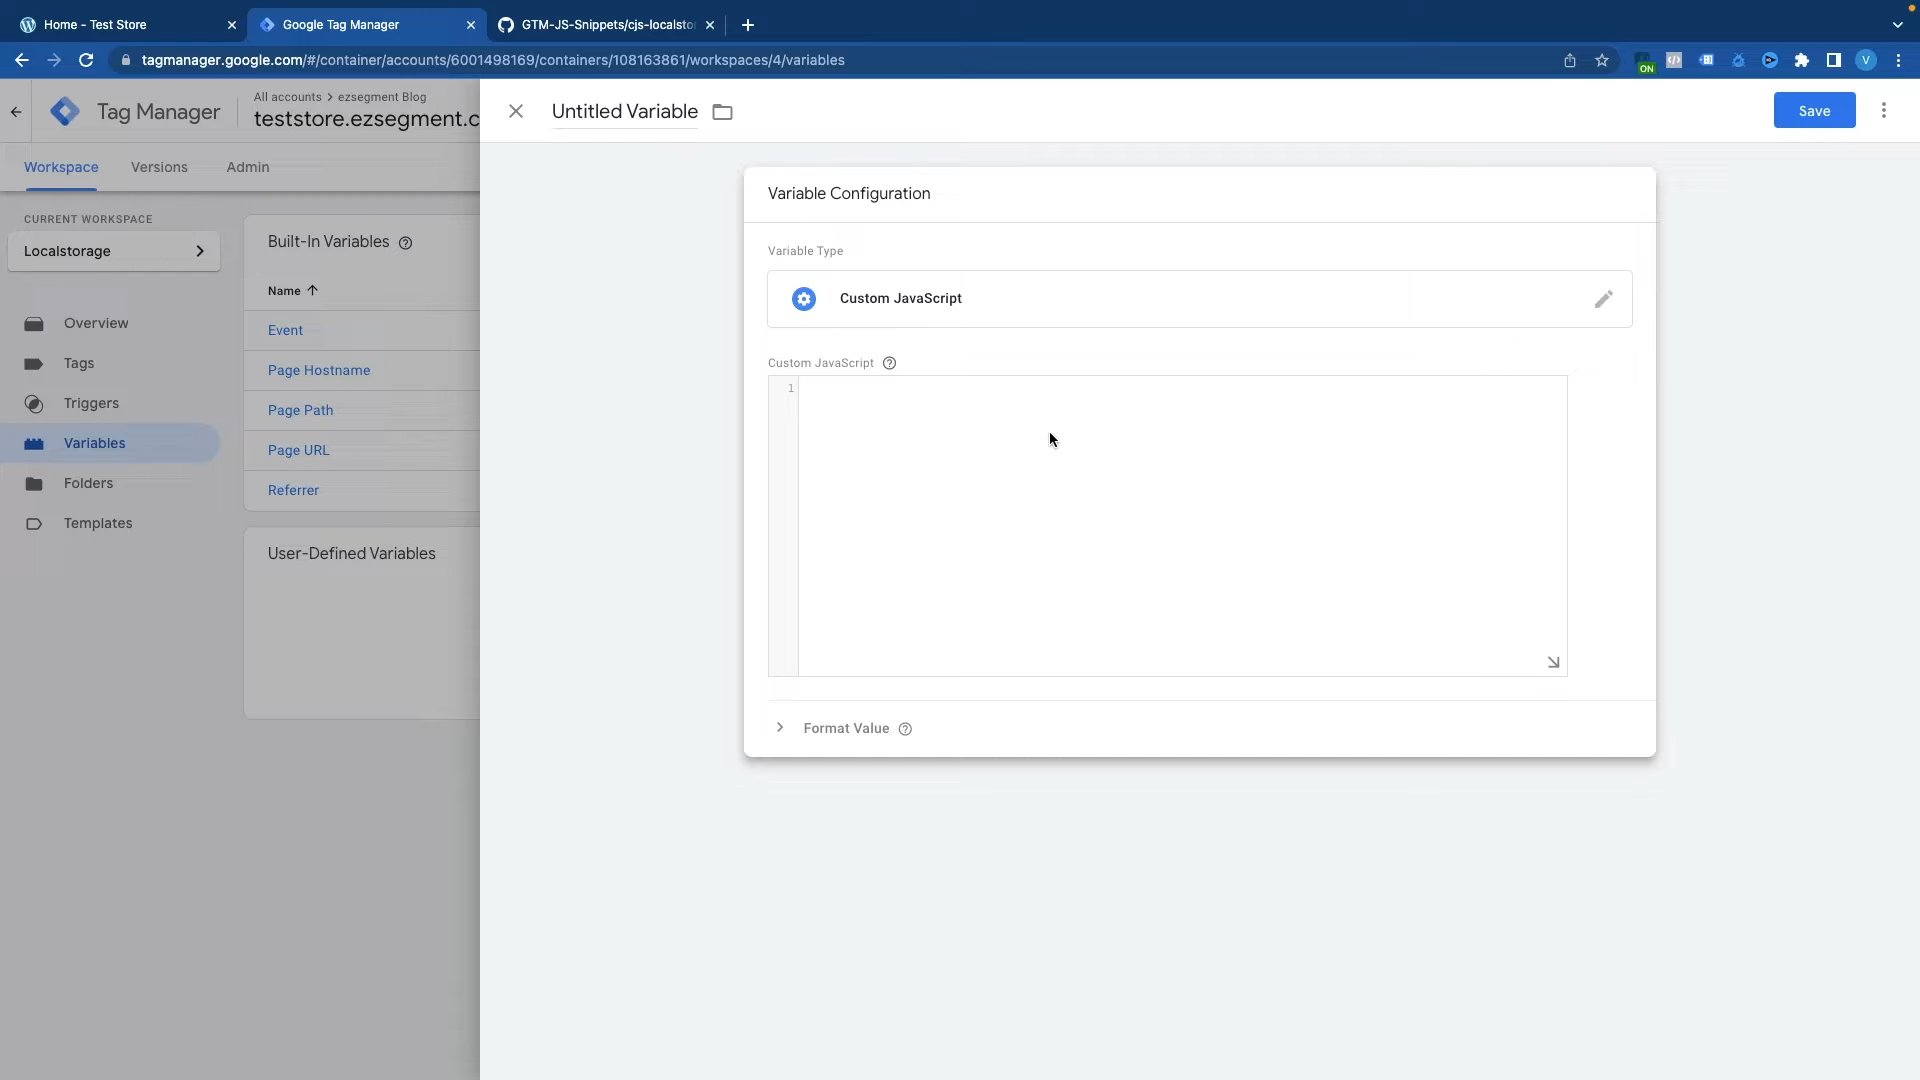 Home - Test Store
Google Tag Manager
GTM-JS-Snippets/cjs-localsto
tagmanager.google.com/#/container/accounts/6001498169/containers/108163861/workspaces/4/variables
ON
V
Tag Manager
All accounts > ezsegment Blog
teststore.ezsegment.c
Untitled Variable
Save
Workspace
Versions
Admin
CURRENT WORKSPACE
Localstorage
Overview
Tags
Triggers
Variables
Folders
Templates
Built-In Variables
Name
Event
Page Hostname
Page Path
Page URL
Referrer
User-Defined Variables
Variable Configuration
Variable Type
Custom JavaScript
Custom JavaScript
1
Format Value